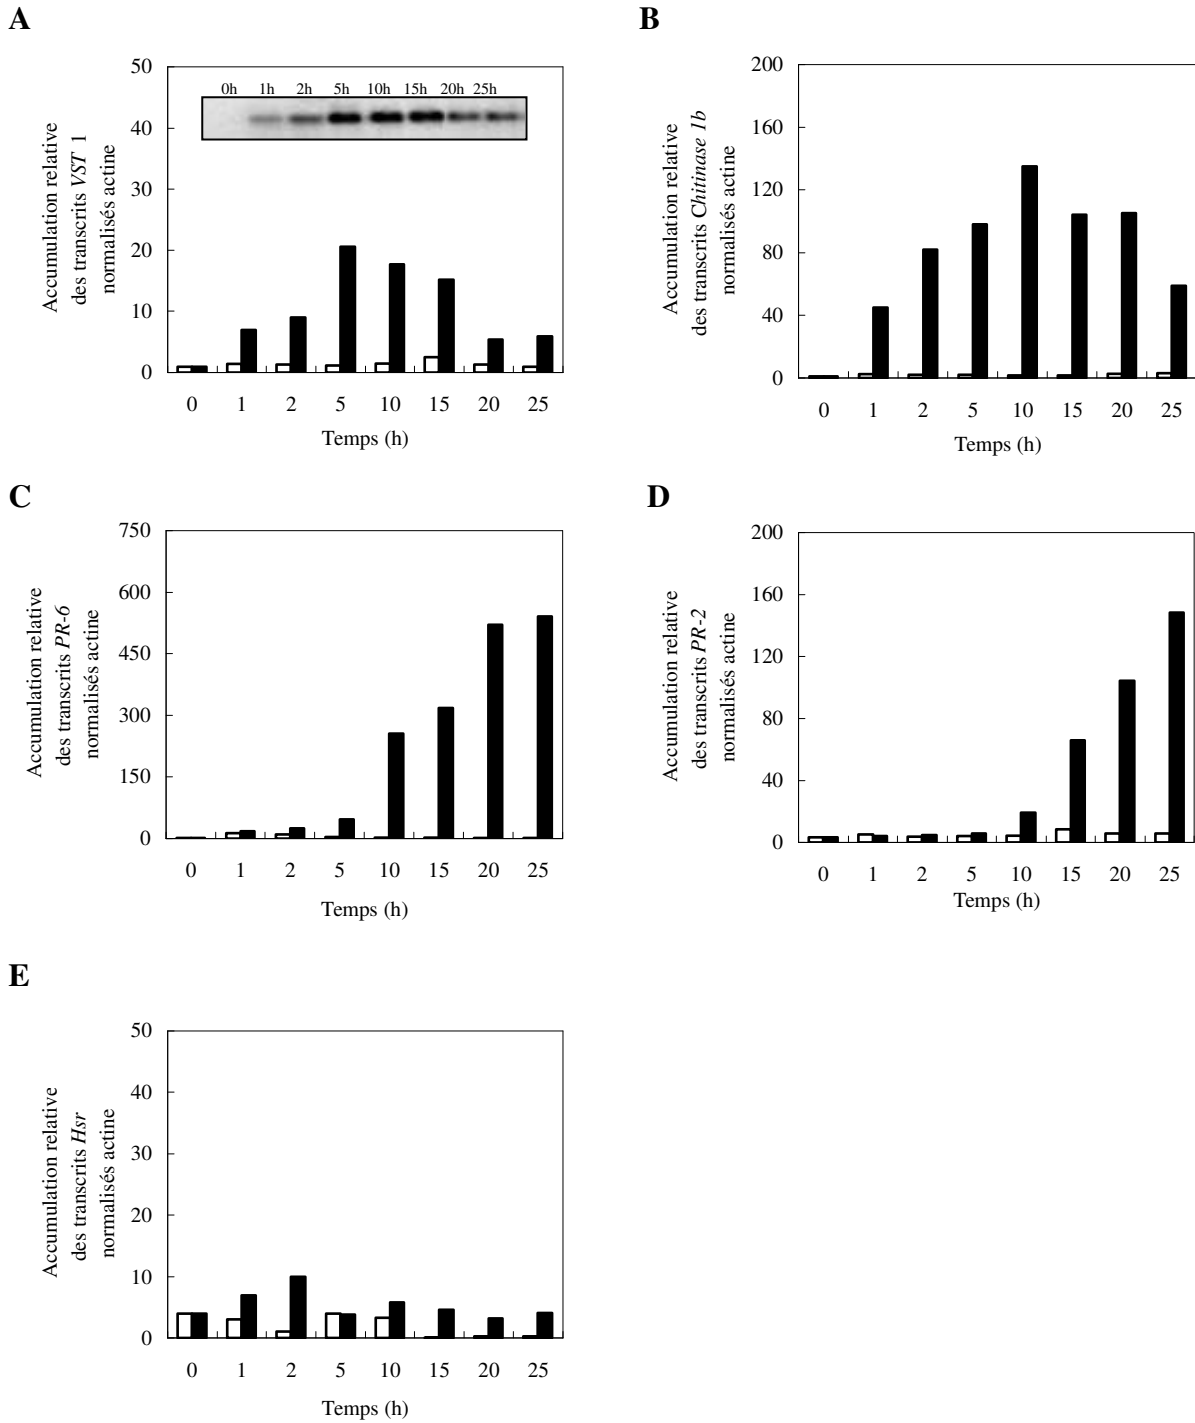 A
Accumulation relative
des transcrits VST 1
normalisés actine
50
40
30
20
10
0
0h 1h 2h 5h 10h 15h 20h 25h
0 1 2 5 10 15 20 25
Temps (h)
B
Accumulation relative
des transcrits Chitinase 1b
normalisés actine
200
160
120
80
40
0
0 1 2 5 10 15 20 25
Temps (h)
C
Accumulation relative
des transcrits PR-6
normalisés actine
750
600
450
300
150
0
0 1 2 5 10 15 20 25
Temps (h)
D
Accumulation relative
des transcrits PR-2
normalisés actine
200
160
120
80
40
0
0 1 2 5 10 15 20 25
Temps (h)
E
Accumulation relative
des transcrits Hsr
normalisés actine
50
40
30
20
10
0
0 1 2 5 10 15 20 25
Temps (h)